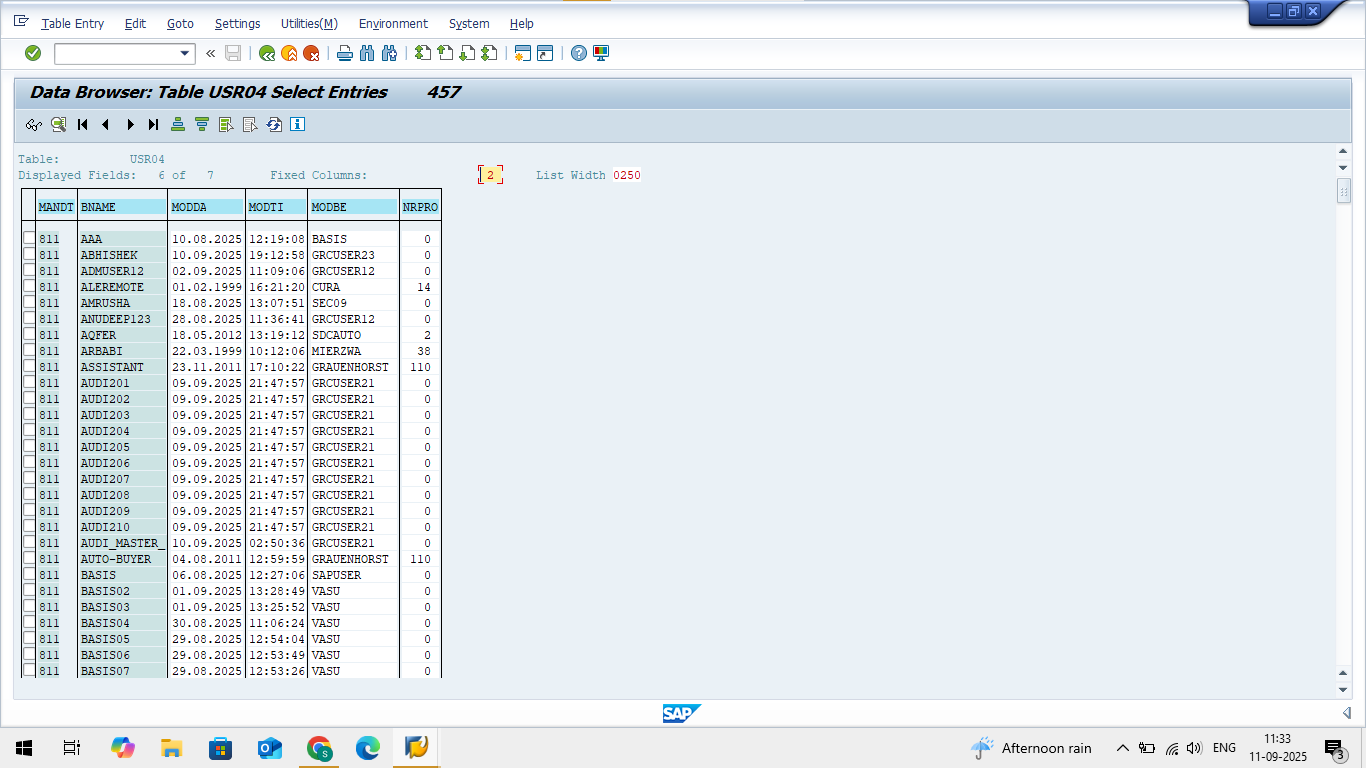 Table Entry Edit Goto Settings Utilities(M) Environment System Help
Data Browser: Table USR04 Select Entries 457
Table: USR04
Displayed Fields: 6 of 7 Fixed Columns: 2 List Width 0250
MANDT BNAME MODDA MODTI MODBE NRPRO
811 AAA 10.08.2025 12:19:08 BASIS 0
811 ABHISHEK 10.09.2025 19:12:58 GRCUSER23 0
811 ADMUSER12 02.09.2025 11:09:06 GRCUSER12 0
811 ALEREMOTE 01.02.1999 16:21:20 CURA 14
811 AMRUSHA 18.08.2025 13:07:51 SEC09 0
811 ANUDEEP123 28.08.2025 11:36:41 GRCUSER12 0
811 AQFER 18.05.2012 13:19:12 SDCAUTO 2
811 ARBABI 22.03.1999 10:12:06 MIERZWA 38
811 ASSISTANT 23.11.2011 17:10:22 GRAUENHORST 110
811 AUDI201 09.09.2025 21:47:57 GRCUSER21 0
811 AUDI202 09.09.2025 21:47:57 GRCUSER21 0
811 AUDI203 09.09.2025 21:47:57 GRCUSER21 0
811 AUDI204 09.09.2025 21:47:57 GRCUSER21 0
811 AUDI205 09.09.2025 21:47:57 GRCUSER21 0
811 AUDI206 09.09.2025 21:47:57 GRCUSER21 0
811 AUDI207 09.09.2025 21:47:57 GRCUSER21 0
811 AUDI208 09.09.2025 21:47:57 GRCUSER21 0
811 AUDI209 09.09.2025 21:47:57 GRCUSER21 0
811 AUDI210 09.09.2025 21:47:57 GRCUSER21 0
811 AUDI_MASTER_ 10.09.2025 02:50:36 GRCUSER21 0
811 AUTO-BUYER 04.08.2011 12:59:59 GRAUENHORST 110
811 BASIS 06.08.2025 12:27:06 SAPUSER 0
811 BASIS02 01.09.2025 13:28:49 VASU 0
811 BASIS03 01.09.2025 13:25:52 VASU 0
811 BASIS04 30.08.2025 11:06:24 VASU 0
811 BASIS05 29.08.2025 12:54:04 VASU 0
811 BASIS06 29.08.2025 12:53:49 VASU 0
811 BASIS07 29.08.2025 12:53:26 VASU 0
SAP
Afternoon rain ENG 11:33
11-09-2025 3